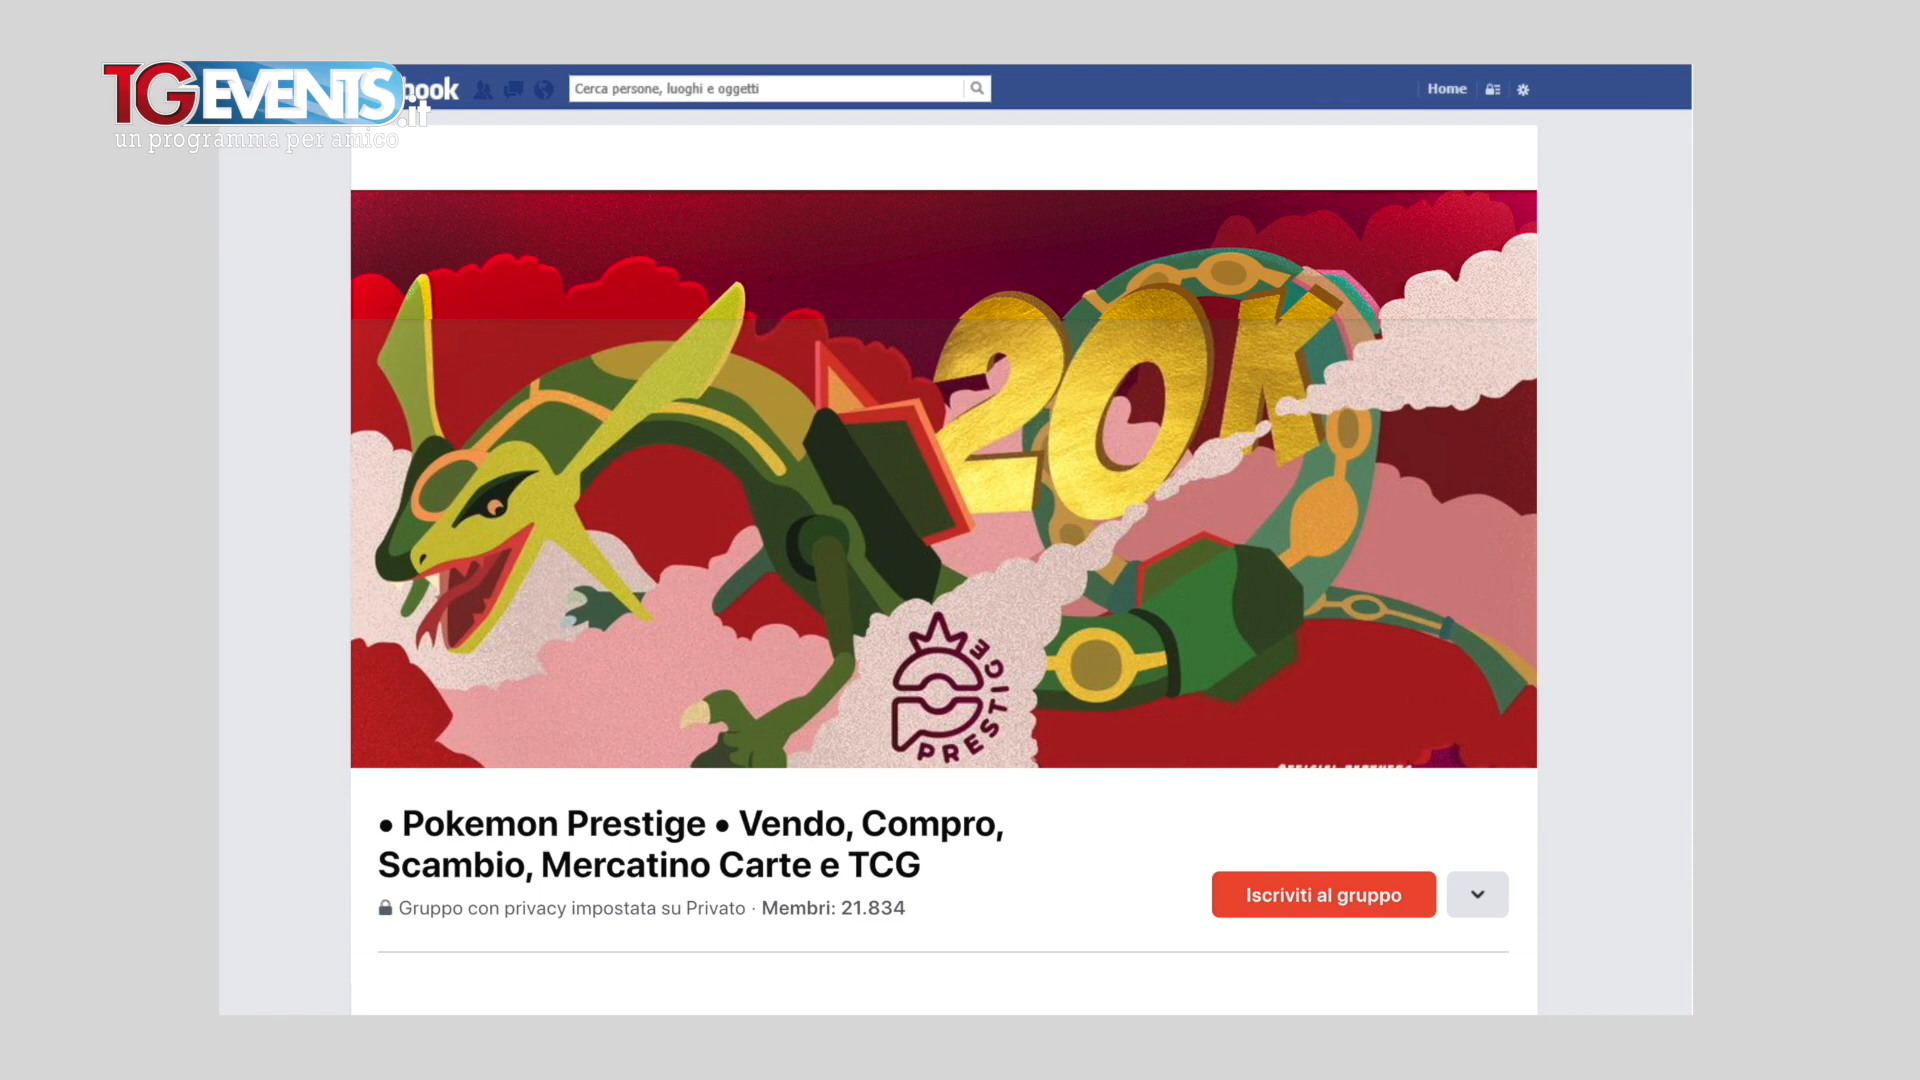 TGEVENTS.it
un programma per amico
book
Cerca persone, luoghi e oggetti
Home
20K
PRESTIGE
• Pokemon Prestige • Vendo, Compro,
Scambio, Mercatino Carte e TCG
Gruppo con privacy impostata su Privato · Membri: 21.834
Iscriviti al gruppo